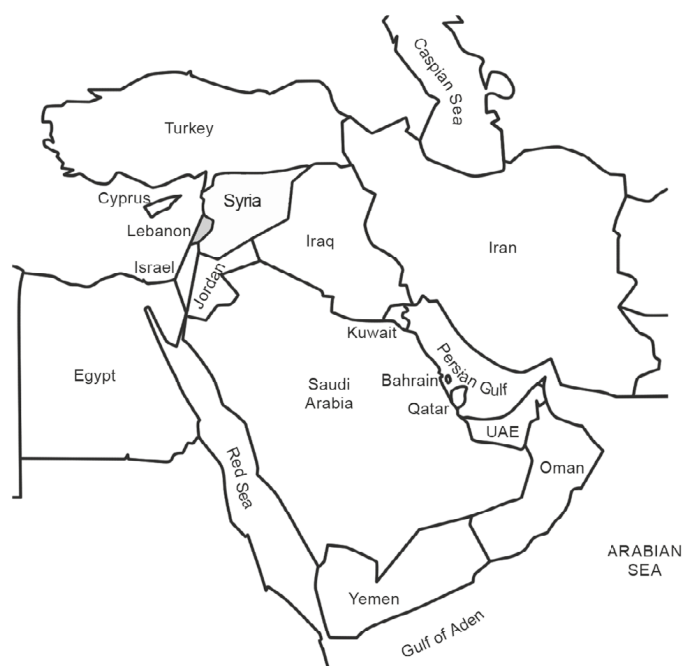 Caspian Sea
Turkey
Cyprus
Syria
Lebanon
Iraq
Iran
Israel
Jordan
Kuwait
Persian Gulf
Egypt
Saudi
Arabia
Bahrain
Qatar
UAE
Red Sea
Oman
ARABIAN
SEA
Yemen
Gulf of Aden